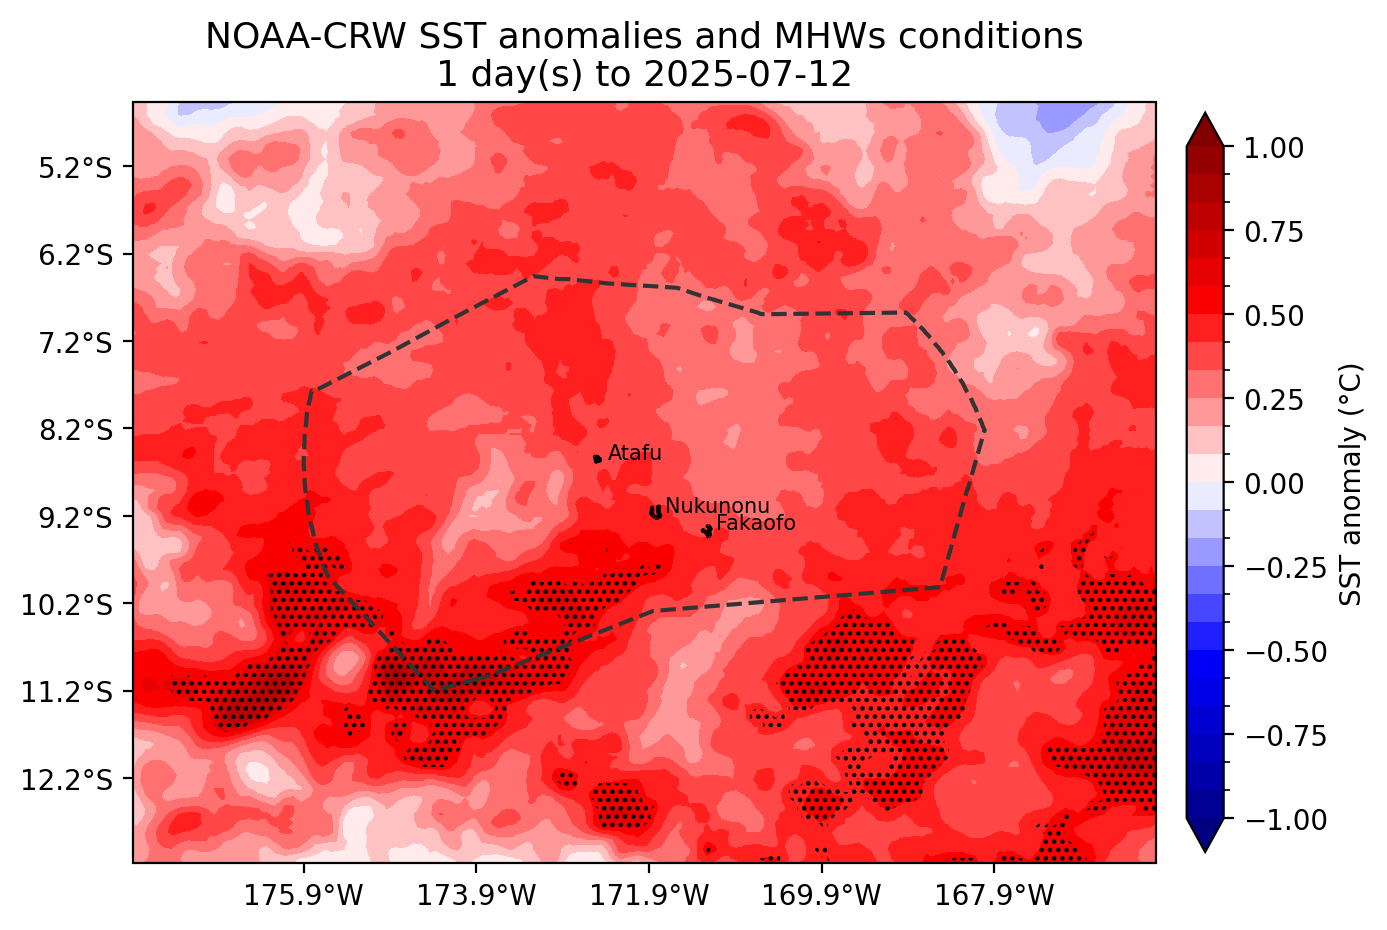 NOAA-CRW SST anomalies and MHWs conditions
1 day(s) to 2025-07-12
5.2°S
6.2°S
7.2°S
8.2°S
9.2°S
10.2°S
11.2°S
12.2°S
Atafu
Nukunonu
Fakaofo
175.9°W
173.9°W
171.9°W
169.9°W
167.9°W
1.00
0.75
0.50
0.25
0.00
−0.25
−0.50
−0.75
−1.00
SST anomaly (°C)